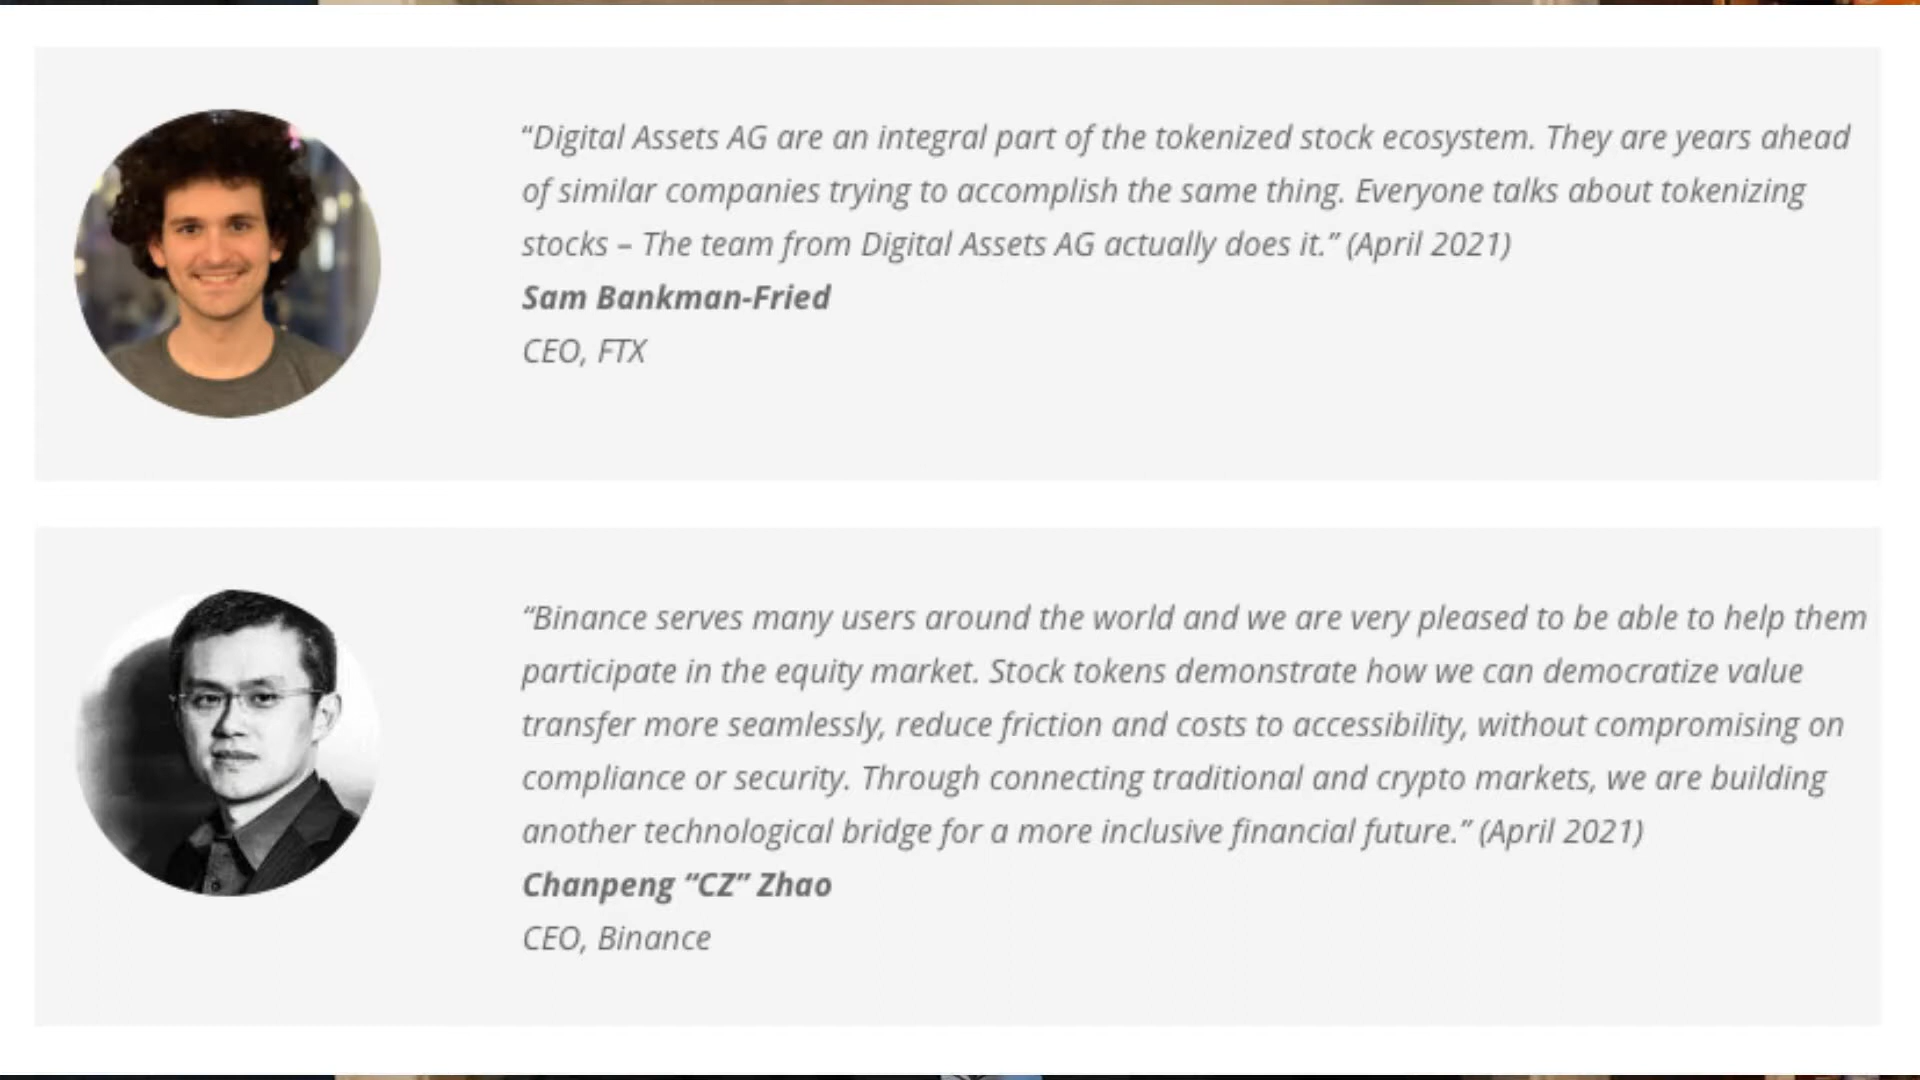 “Digital Assets AG are an integral part of the tokenized stock ecosystem. They are years ahead
of similar companies trying to accomplish the same thing. Everyone talks about tokenizing
stocks – The team from Digital Assets AG actually does it.” (April 2021)
Sam Bankman-Fried
CEO, FTX
“Binance serves many users around the world and we are very pleased to be able to help them
participate in the equity market. Stock tokens demonstrate how we can democratize value
transfer more seamlessly, reduce friction and costs to accessibility, without compromising on
compliance or security. Through connecting traditional and crypto markets, we are building
another technological bridge for a more inclusive financial future.” (April 2021)
Chanpeng “CZ” Zhao
CEO, Binance